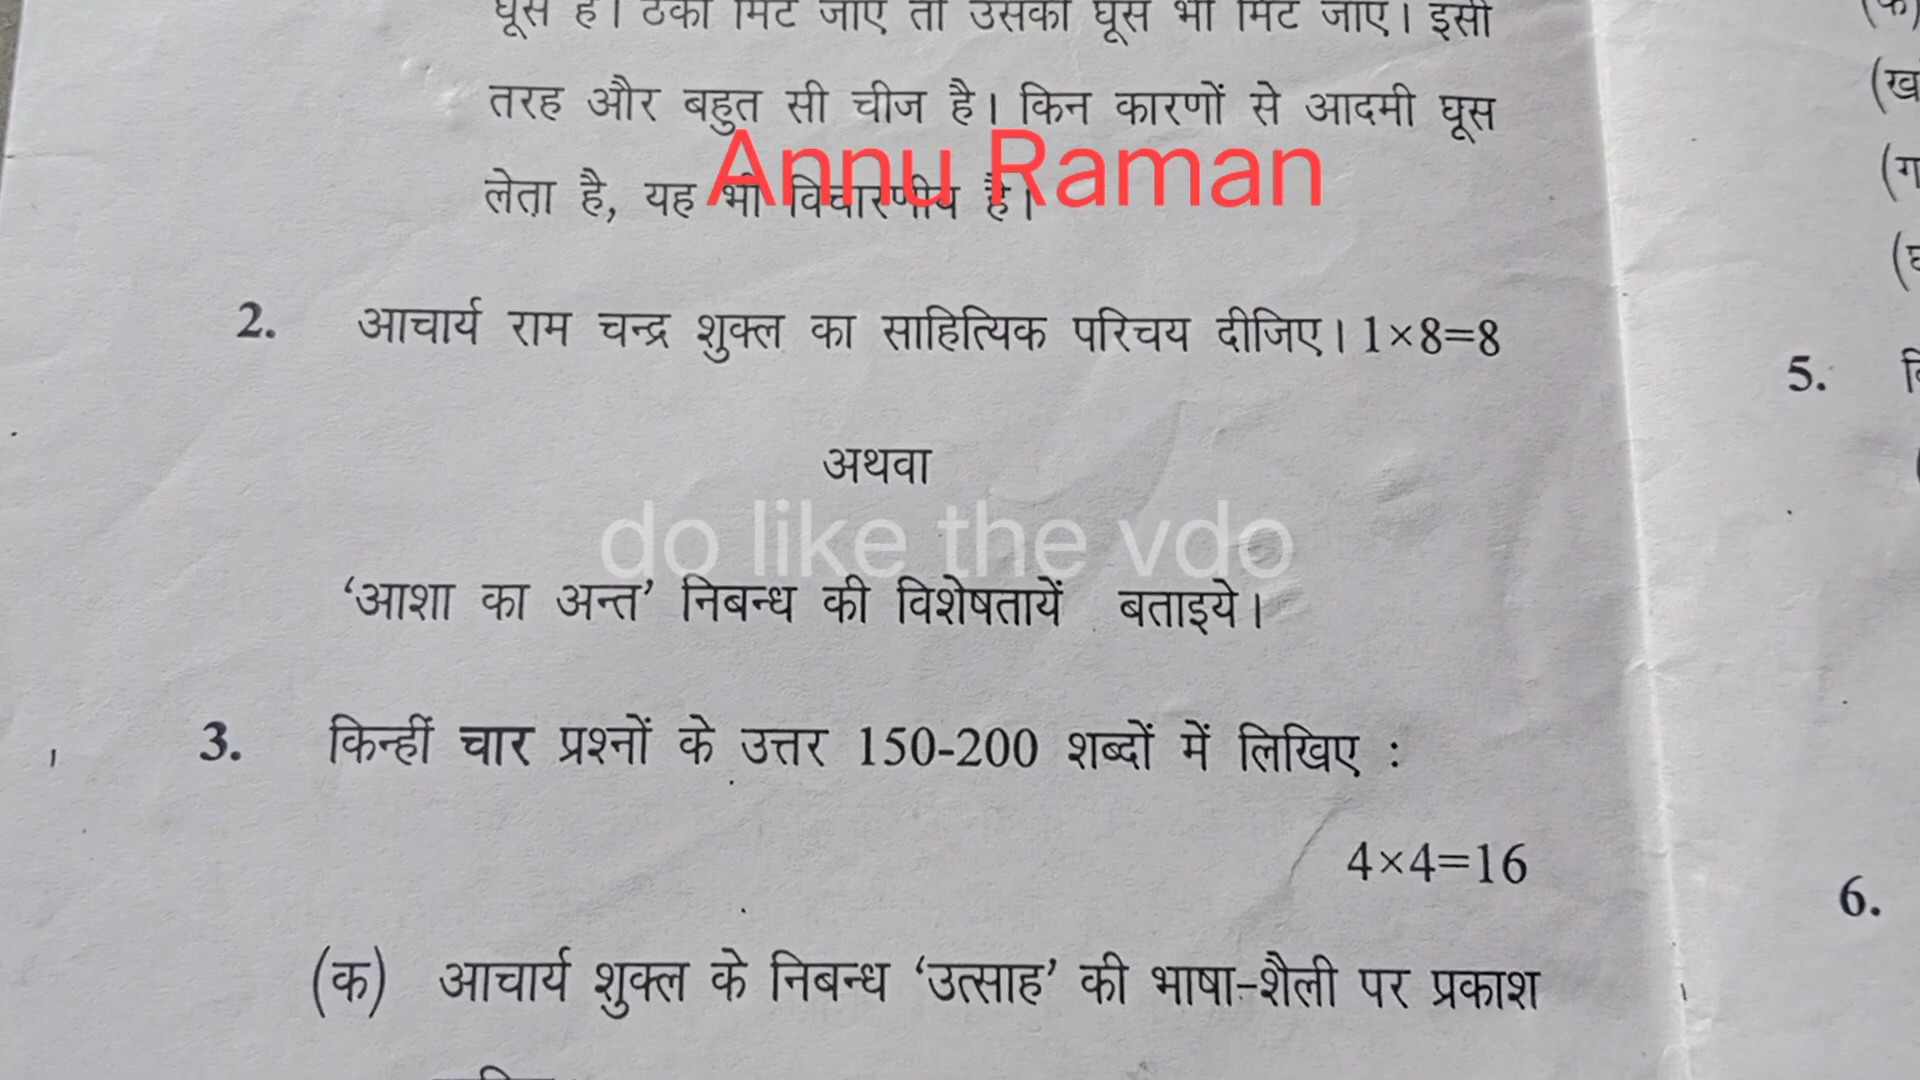 घूस है। ठेका मिट जाए तो उसकी घूस भी मिट जाए। इसी
तरह और बहुत सी चीज है। किन कारणों से आदमी घूस
लेता है, यह भी विचारणीय है।
Annu Raman
2. आचार्य राम चन्द्र शुक्ल का साहित्यिक परिचय दीजिए। 1×8=8
अथवा
do like the vdo
‘आशा का अन्त’ निबन्ध की विशेषतायें बताइये।
3. किन्हीं चार प्रश्नों के उत्तर 150-200 शब्दों में लिखिए :
4×4=16
(क) आचार्य शुक्ल के निबन्ध ‘उत्साह’ की भाषा-शैली पर प्रकाश
(क)
(ख
(ग
5.
6.